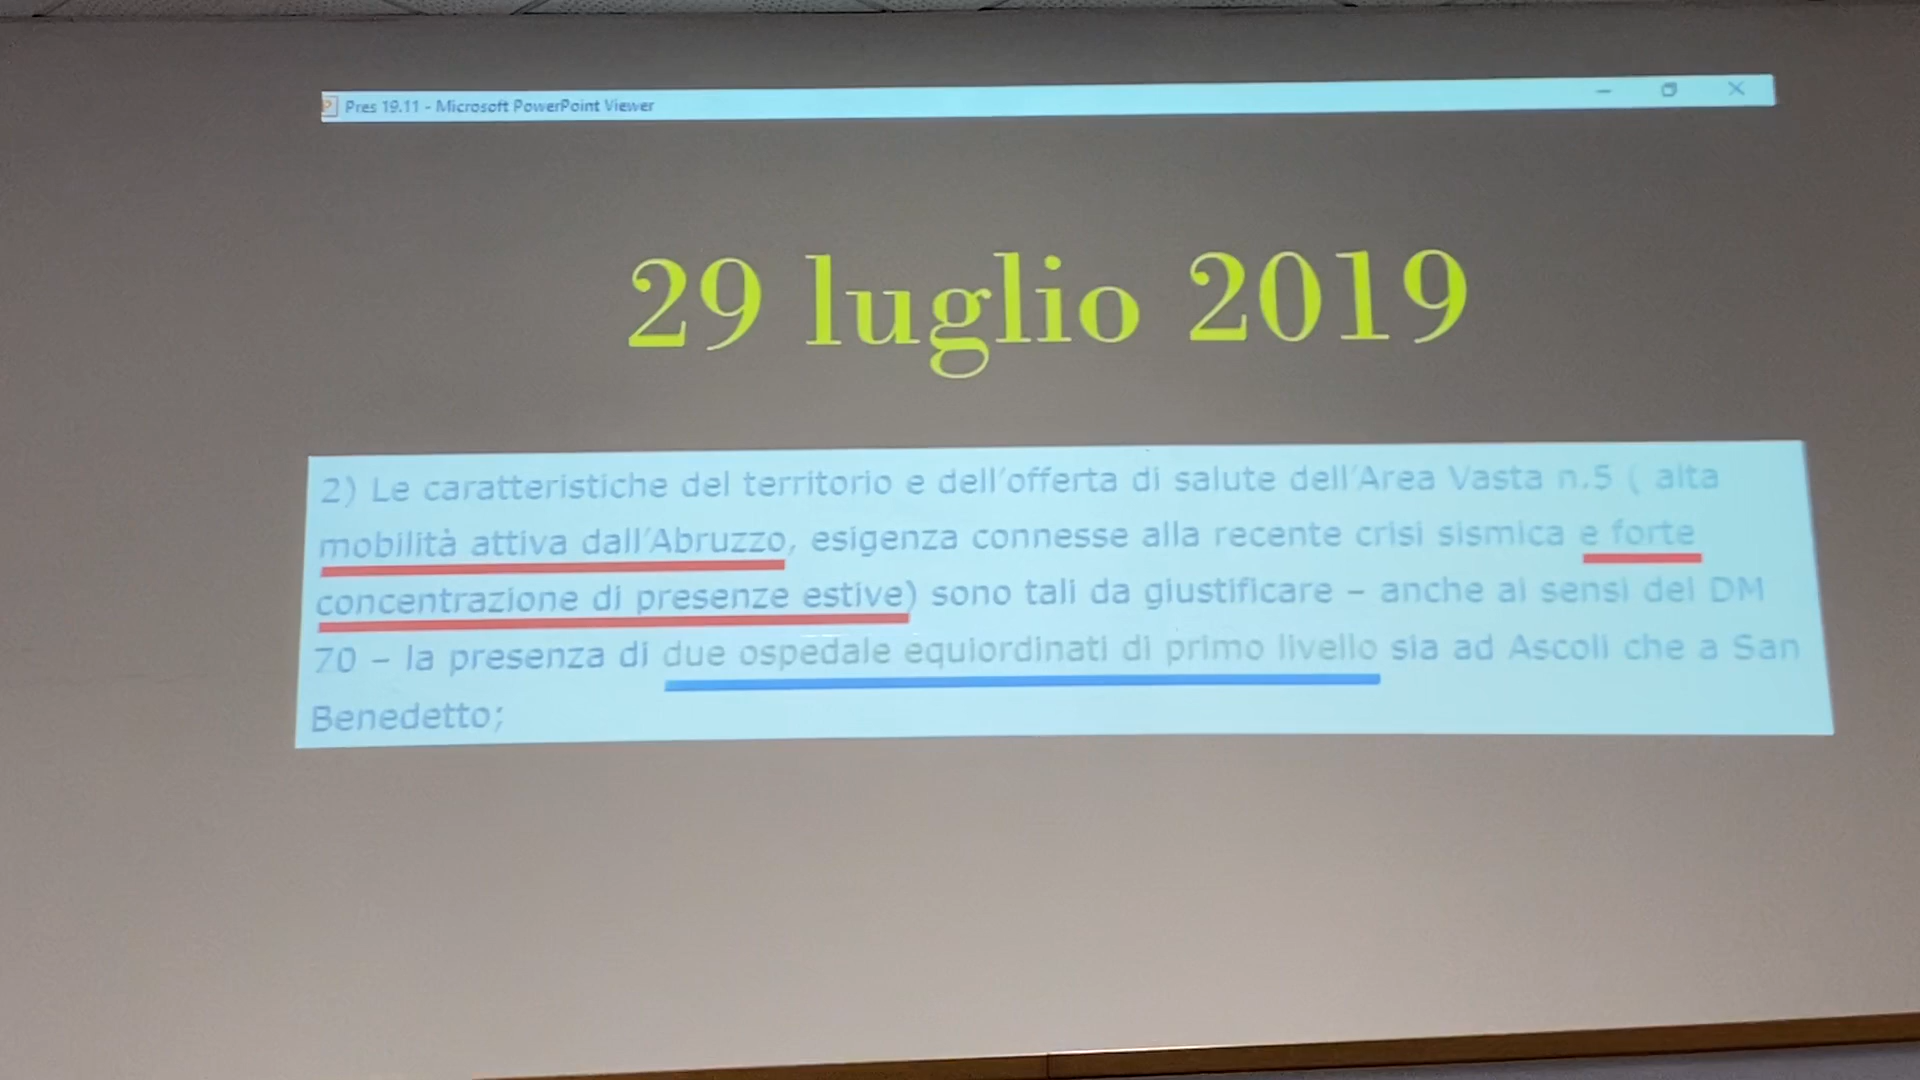 Pres 19.11 - Microsoft PowerPoint Viewer
29 luglio 2019
2) Le caratteristiche del territorio e dell'offerta di salute dell'Area Vasta n.5 ( alta
mobilità attiva dall'Abruzzo, esigenza connesse alla recente crisi sismica e forte
concentrazione di presenze estive) sono tali da giustificare – anche ai sensi del DM
70 – la presenza di due ospedale equiordinati di primo livello sia ad Ascoli che a San
Benedetto;